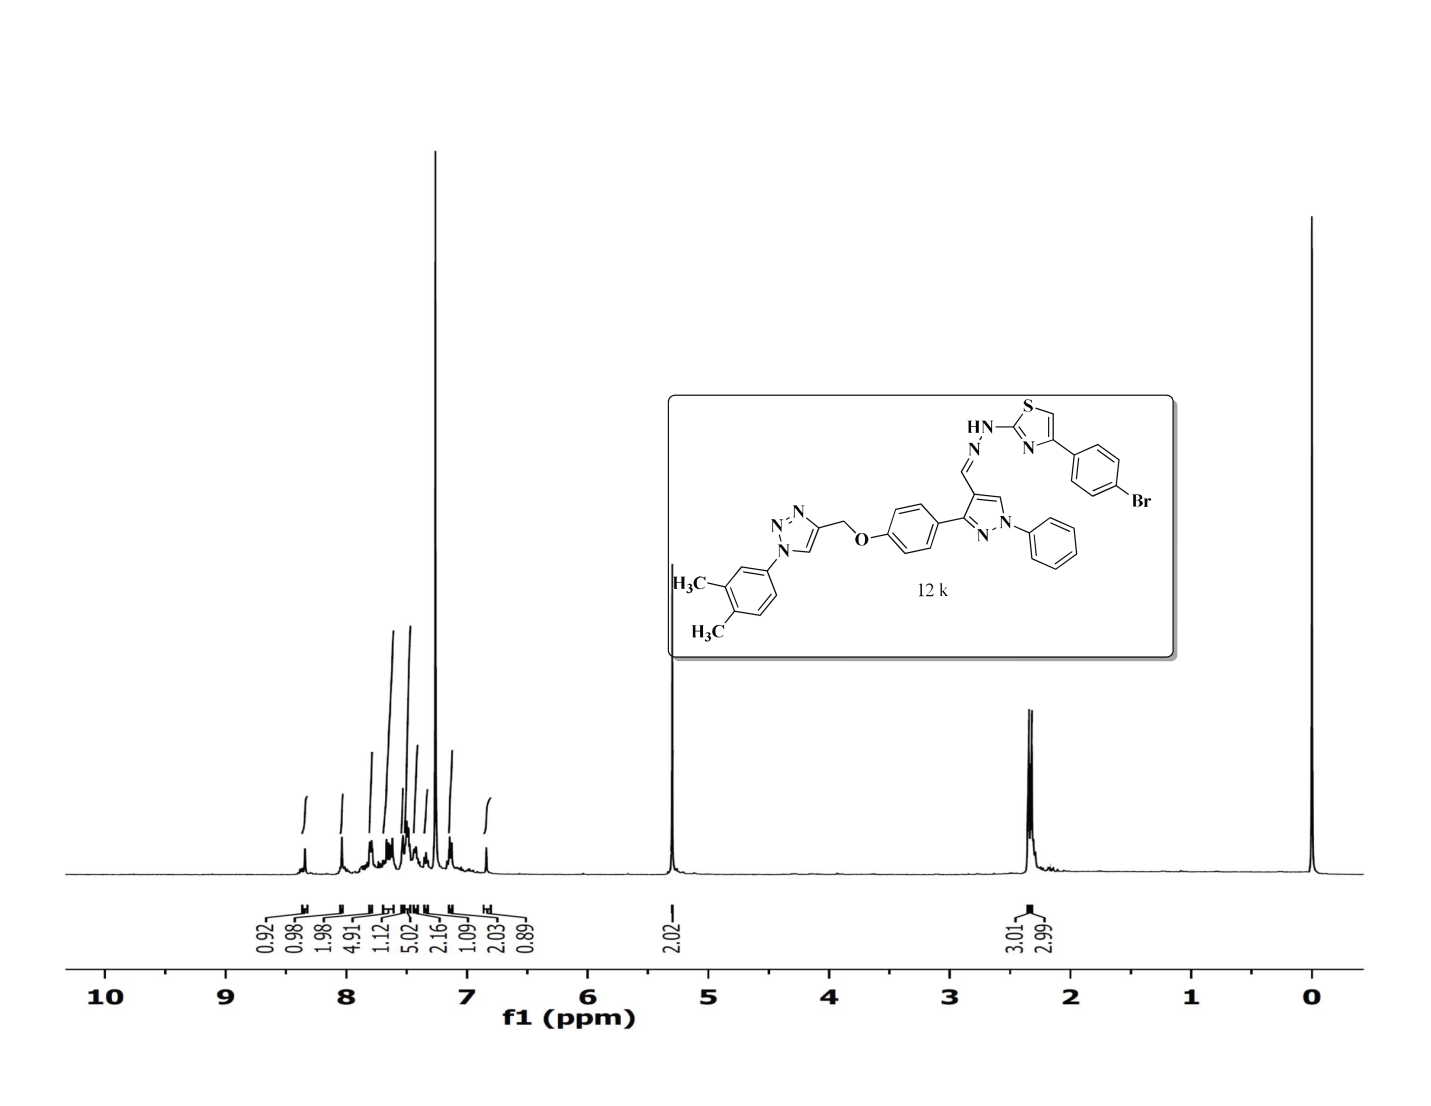 S
HN
N
N
Br
N
N
N
N
N
O
N
H₃C
H₃C
12 k
0.92
0.98
1.98
4.91
1.12
5.02
2.16
1.09
2.03
0.89
2.02
3.01
2.99
10 9 8 7 6 5 4 3 2 1 0
f1 (ppm)